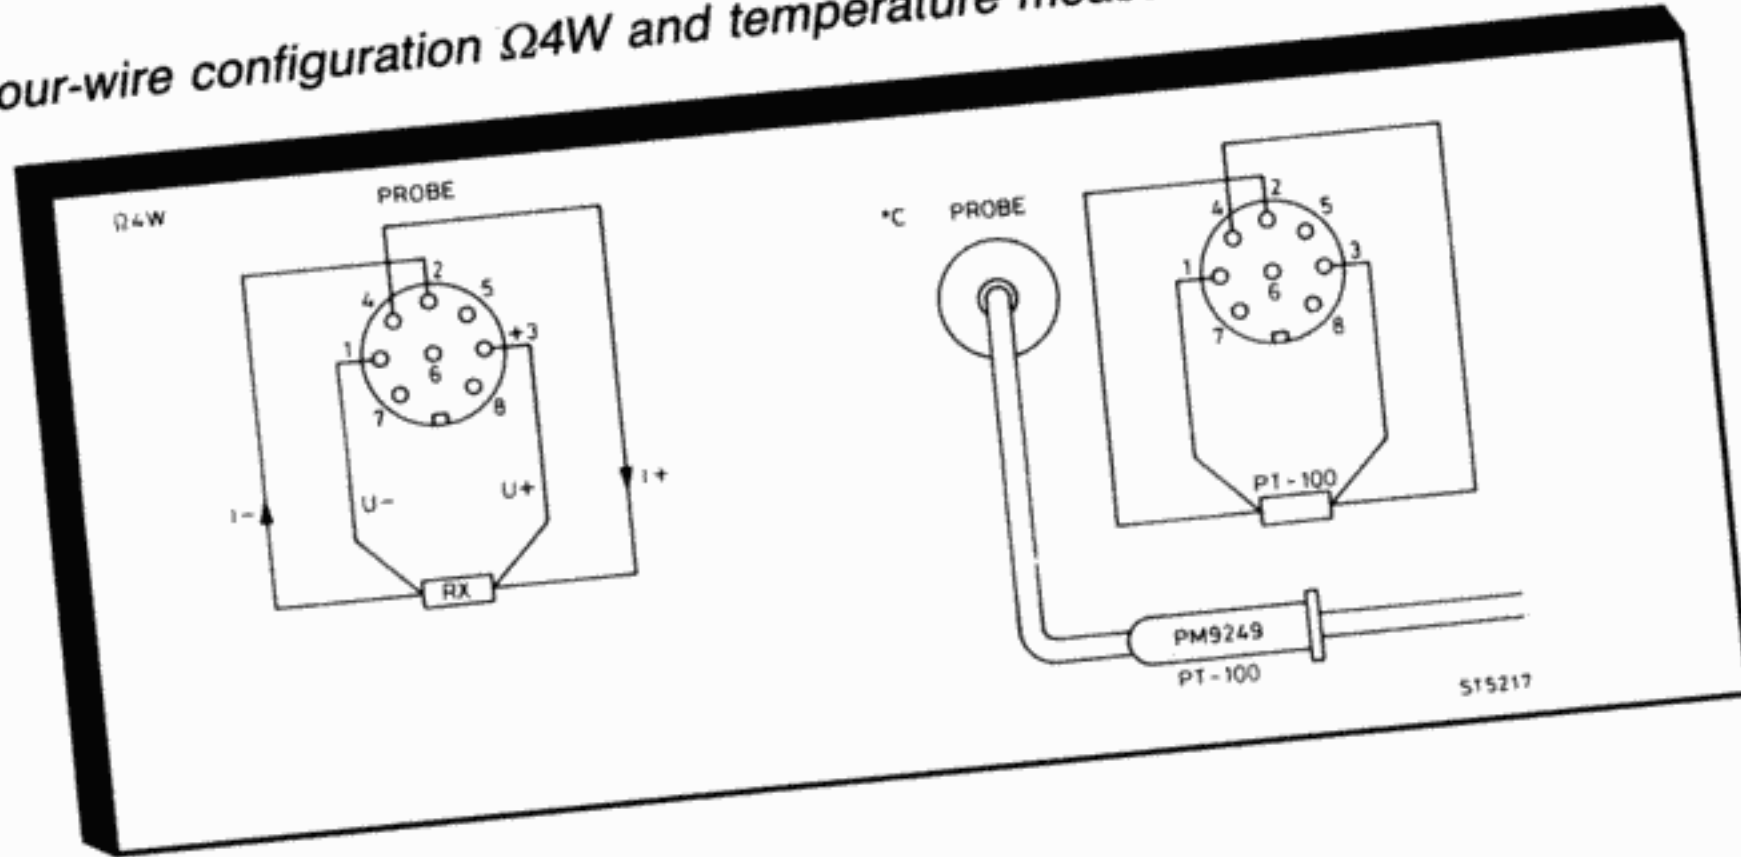 our-wire configuration Ω4W and temperature
Ω4W
PROBE
2
4
5
1
+3
6
7
8
U-
U+
I-
I+
RX
°C PROBE
2
4
5
1
3
6
7
8
PT-100
PM9249
PT-100
ST5217